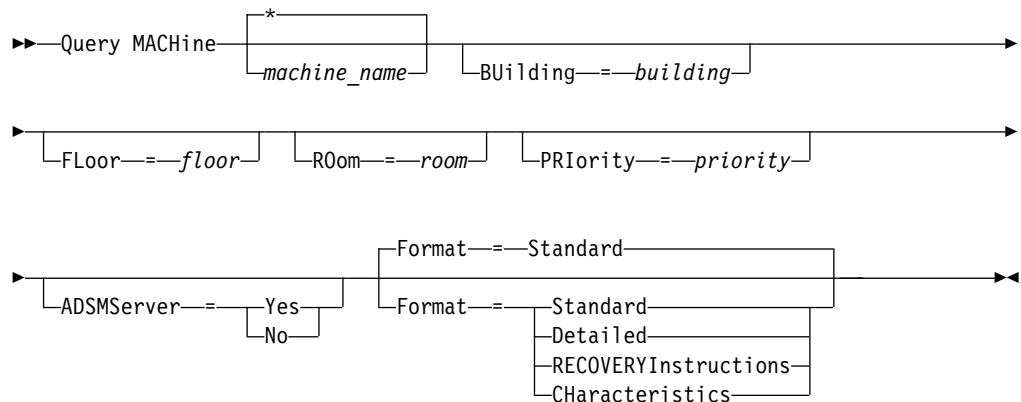 *
Query MACHine
machine_name
BUilding = building
FLoor = floor
ROom = room
PRIority = priority
Format = Standard
ADSMServer = Yes
No
Format = Standard
Detailed
RECOVERYInstructions
CHaracteristics